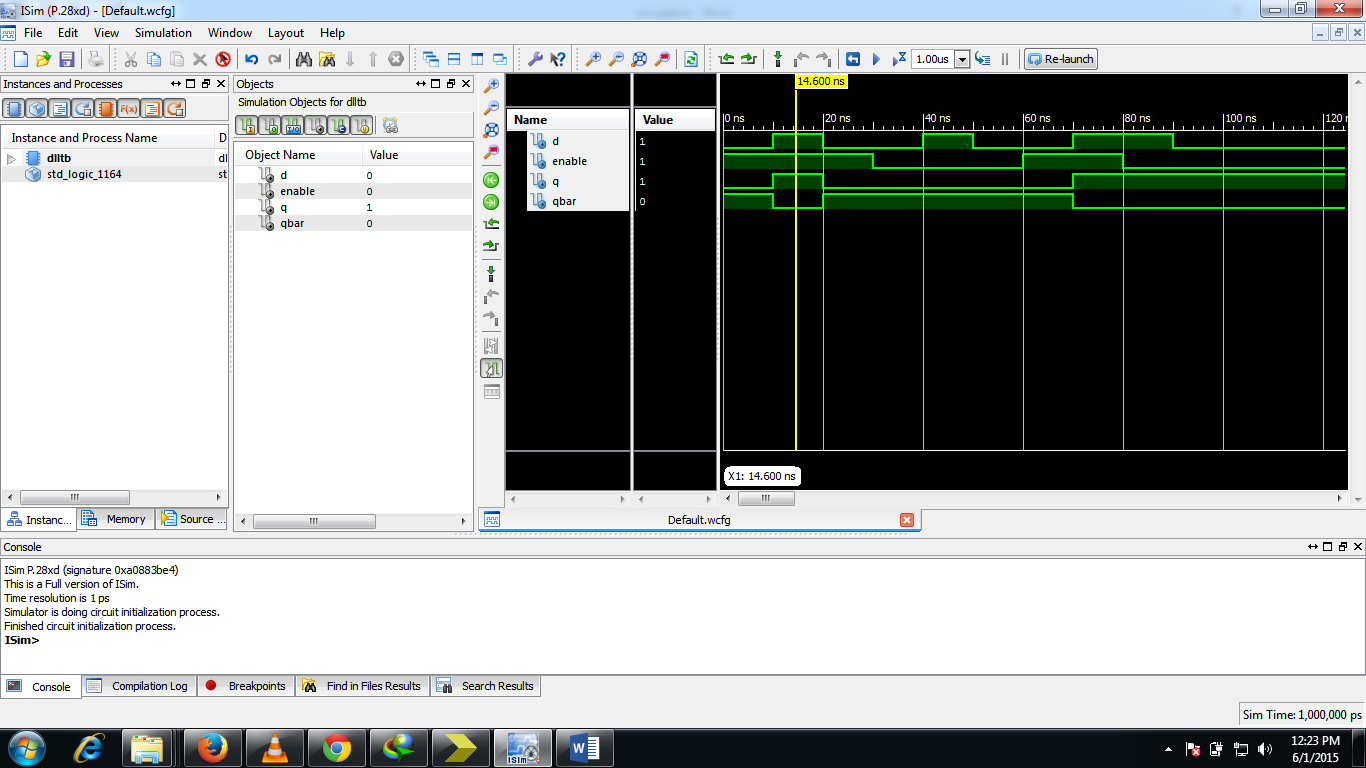 ISim (P.28xd) - [Default.wcfg]
File Edit View Simulation Window Layout Help
1.00us Re-launch
Instances and Processes
Instance and Process Name D
dlltb dl
std_logic_1164 st
Instanc... Memory Source ...
Objects
Simulation Objects for dlltb
Object Name Value
d 0
enable 0
q 1
qbar 0
Name Value
d 1
enable 1
q 1
qbar 0
14.600 ns
0 ns 20 ns 40 ns 60 ns 80 ns 100 ns 120 n
X1: 14.600 ns
Default.wcfg
Console
ISim P.28xd (signature 0xa0883be4)
This is a Full version of ISim.
Time resolution is 1 ps
Simulator is doing circuit initialization process.
Finished circuit initialization process.
ISim>
Console Compilation Log Breakpoints Find in Files Results Search Results
Sim Time: 1,000,000 ps
12:23 PM
6/1/2015